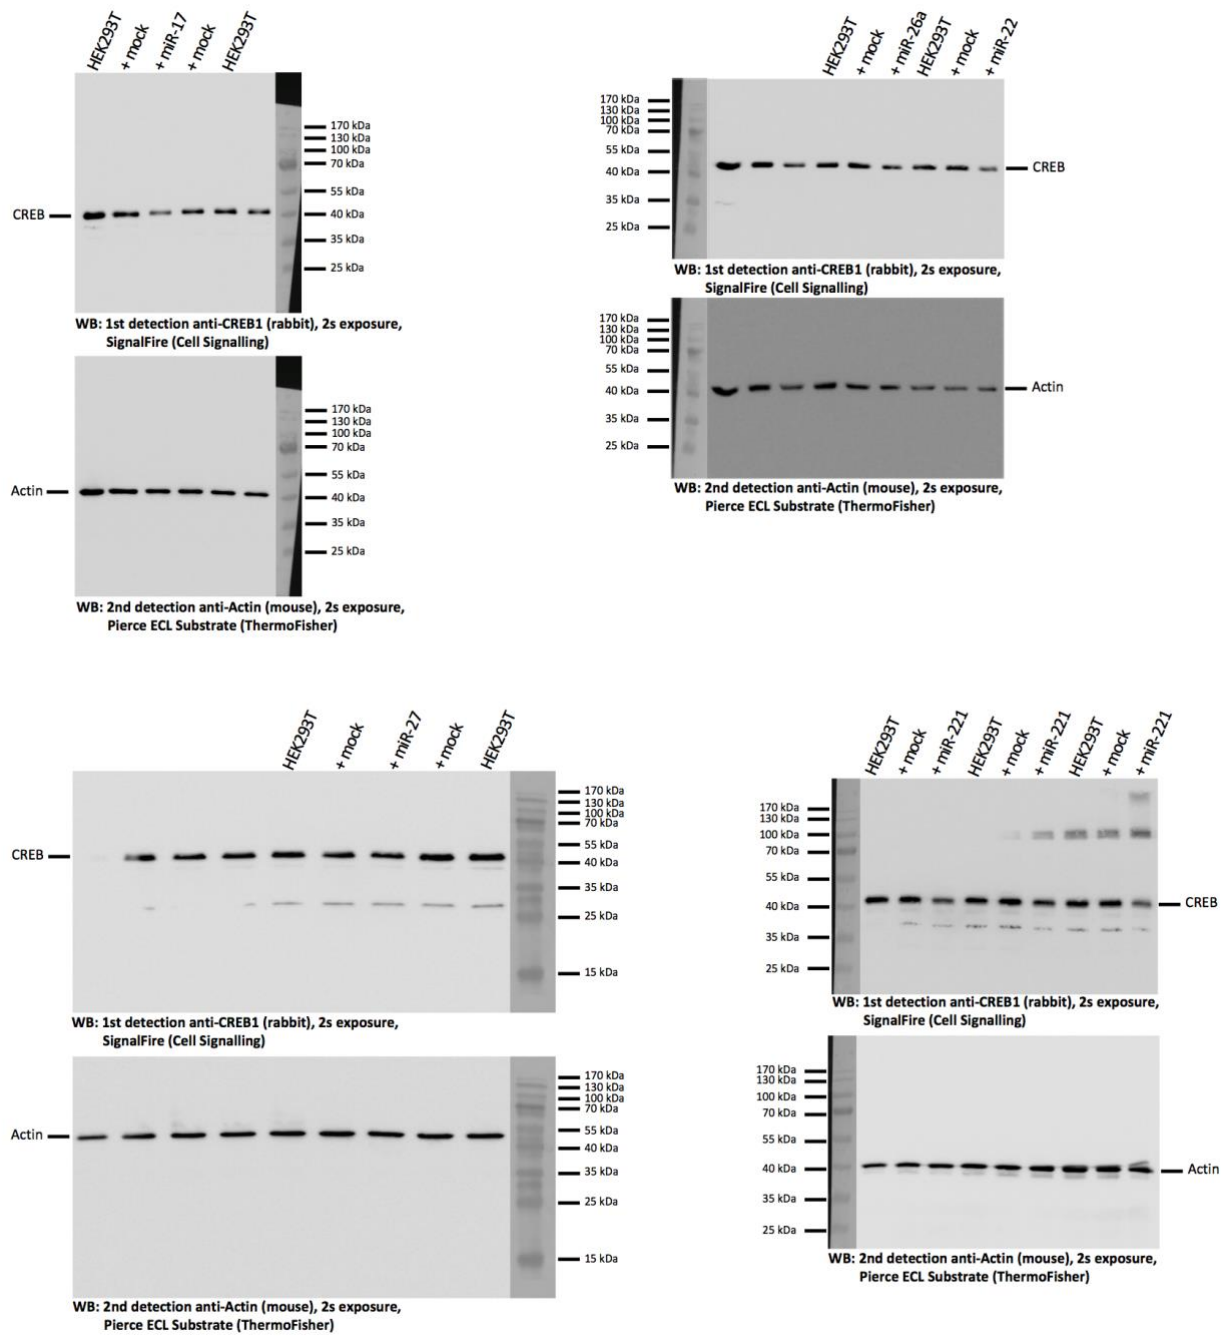 HEK293T
+ mock
+ miR-17
+ mock
HEK293T
170 kDa
130 kDa
100 kDa
70 kDa
55 kDa
40 kDa
35 kDa
25 kDa
CREB
WB: 1st detection anti-CREB1 (rabbit), 2s exposure,
SignalFire (Cell Signalling)
170 kDa
130 kDa
100 kDa
70 kDa
55 kDa
40 kDa
35 kDa
25 kDa
Actin
WB: 2nd detection anti-Actin (mouse), 2s exposure,
Pierce ECL Substrate (ThermoFisher)
HEK293T
+ mock
+ miR-26a
HEK293T
+ mock
+ miR-22
170 kDa
130 kDa
100 kDa
70 kDa
55 kDa
40 kDa
35 kDa
25 kDa
CREB
WB: 1st detection anti-CREB1 (rabbit), 2s exposure,
SignalFire (Cell Signalling)
170 kDa
130 kDa
100 kDa
70 kDa
55 kDa
40 kDa
35 kDa
25 kDa
Actin
WB: 2nd detection anti-Actin (mouse), 2s exposure,
Pierce ECL Substrate (ThermoFisher)
HEK293T
+ mock
+ miR-27
+ mock
HEK293T
170 kDa
130 kDa
100 kDa
70 kDa
55 kDa
40 kDa
35 kDa
25 kDa
15 kDa
CREB
WB: 1st detection anti-CREB1 (rabbit), 2s exposure,
SignalFire (Cell Signalling)
170 kDa
130 kDa
100 kDa
70 kDa
55 kDa
40 kDa
35 kDa
25 kDa
15 kDa
Actin
WB: 2nd detection anti-Actin (mouse), 2s exposure,
Pierce ECL Substrate (ThermoFisher)
HEK293T
+ mock
+ miR-221
HEK293T
+ mock
+ miR-221
HEK293T
+ mock
+ miR-221
170 kDa
130 kDa
100 kDa
70 kDa
55 kDa
40 kDa
35 kDa
25 kDa
CREB
WB: 1st detection anti-CREB1 (rabbit), 2s exposure,
SignalFire (Cell Signalling)
170 kDa
130 kDa
100 kDa
70 kDa
55 kDa
40 kDa
35 kDa
25 kDa
Actin
WB: 2nd detection anti-Actin (mouse), 2s exposure,
Pierce ECL Substrate (ThermoFisher)